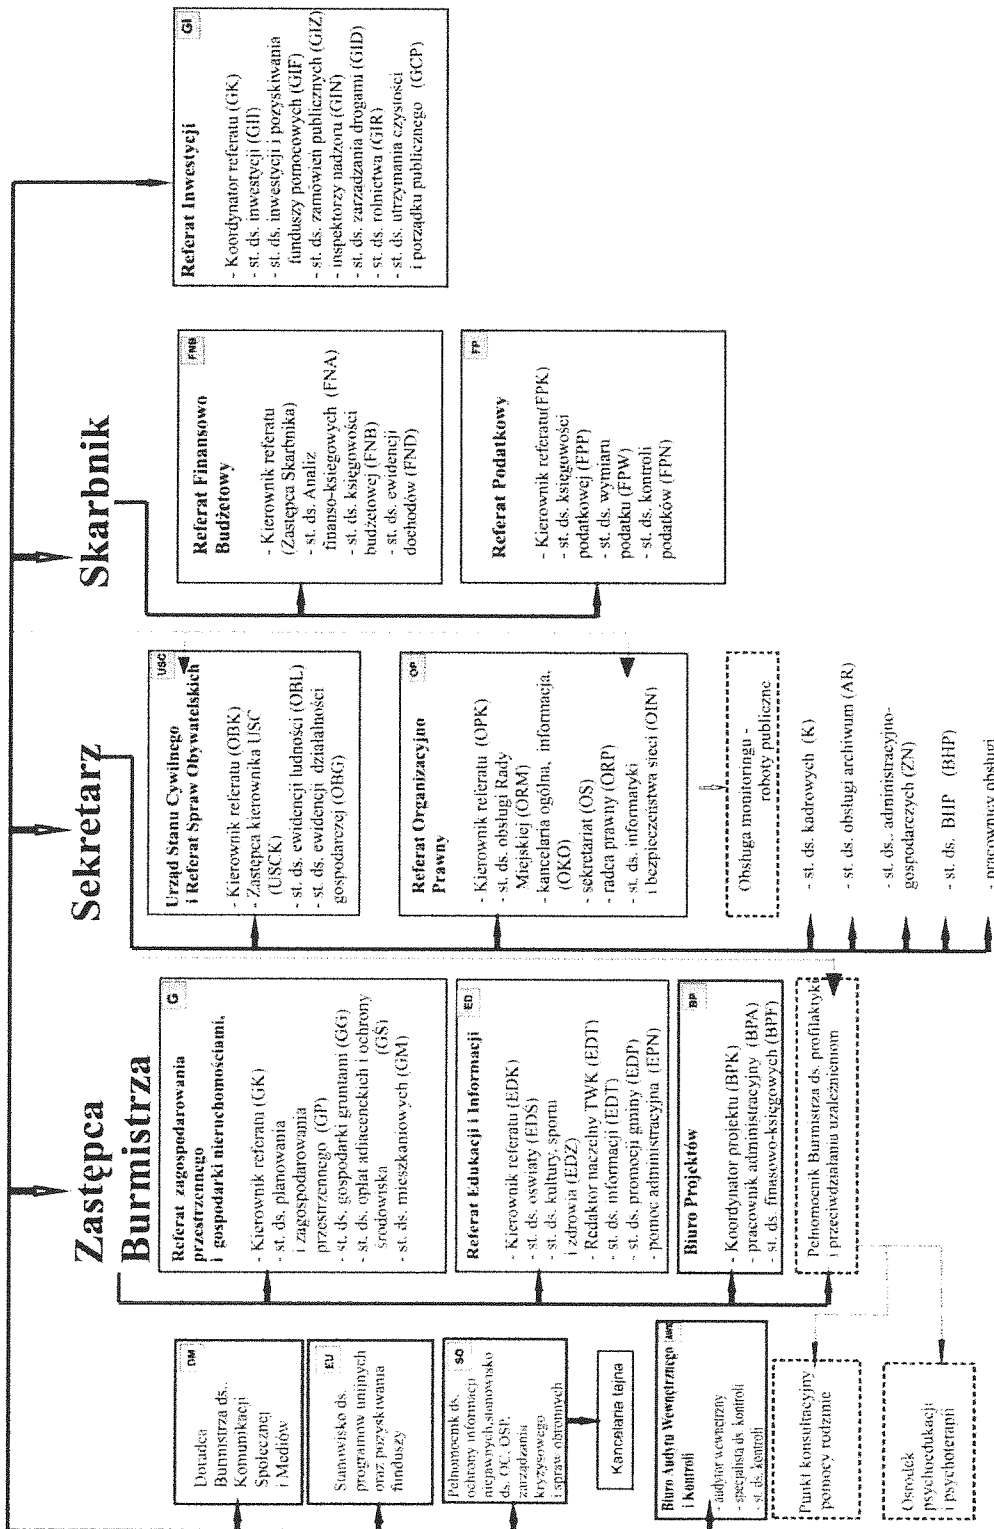 DM
Doradca
Burmistrza ds..
Komunikacji
Społecznej
i Mediów
EU
Stanowisko ds.
programów unijnych
oraz pozyskiwania
funduszy
SO
Pełnomocnik ds.
ochrony informacji
niejawnych,stanowisko
ds. OC, OSP,
zarządzania
kryzysowego
i spraw obronnych
Kancelaria tajna
Biuro Audytu Wewnętrznego
i Kontroli
- audytor wewnętrzny
- specjalista ds. kontroli
- st. ds. kontroli
Punkt konsultacyjny
pomocy rodzinie
Ośrodek
psychoedukacji
i psychoterapii
Zastępca
Burmistrza
G
Referat zagospodarowania
przestrzennego
i gospodarki nieruchomościami,
- Kierownik referatu (GK)
- st. ds. planowania
i zagospodarowania
przestrzennego (GP)
- st. ds. gospodarki gruntami (GG)
- st. ds. opłat adiacenckich i ochrony
środowiska (GŚ)
- st. ds. mieszkaniowych (GM)
ED
Referat Edukacji i Informacji
- Kierownik referatu (EDK)
- st. ds. oświaty (EDŚ)
- st. ds. kultury, sportu
i zdrowia (EDZ)
- Redaktor naczelny TWK (EDT)
- st. ds. informacji (EDT)
- st. ds. promocji gminy (EDP)
- pomoc administracyjna (EPN)
BP
Biuro Projektów
- Koordynator projektu (BPK)
- pracownik administracyjny (BPA)
- st. ds. finasowo-księgowych (BPF)
Pełnomocnik Burmistrza ds. profilaktyki
i przeciwdziałaniu uzależnieniom
Sekretarz
USC
Urząd Stanu Cywilnego
i Referat Spraw Obywatelskich
- Kierownik referatu (OBK)
- Zastępca kierownika USC
(USCK)
- st. ds. ewidencji ludności (OBL)
- st. ds. ewidencji działalności
gospodarczej (OBG)
OP
Referat Organizacyjno
Prawny
- Kierownik referatu (OPK)
- st. ds. obsługi Rady
Miejskiej (ORM)
- kancelaria ogólna, informacja,
(OKO)
- sekretariat (OS)
- radca prawny (ORP)
- st. ds. informatyki
i bezpieczeństwa sieci (OIN)
Obsługa monitoringu -
roboty publiczne
- st. ds. kadrowych (K)
- st. ds. obsługi archiwum (AR)
- st. ds.. administracyjno-
gospodarczych (ZN)
- st. ds. BHP (BHP)
- pracownicy obsługi
Skarbnik
FNB
Referat Finansowo
Budżetowy
- Kierownik referatu
(Zastępca Skarbnika)
- st. ds. Analiz
finanso-księgowych (FNA)
- st. ds. księgowości
budżetowej (FNB)
- st. ds. ewidencji
dochodów (FND)
FP
Referat Podatkowy
- Kierownik referatu(FPK)
- st. ds. księgowości
podatkowej (FPP)
- st. ds. wymiaru
podatku (FPW)
- st. ds. kontroli
podatków (FPN)
GI
Referat Inwestycji
- Koordynator referatu (GK)
- st. ds. inwestycji (GII)
- st. ds. inwestycji i pozyskiwania
funduszy pomocowych (GIF)
- st. ds. zamówień publicznych (GIZ)
- inspektorzy nadzoru (GIN)
- st. ds. zarządzania drogami (GID)
- st. ds. rolnictwa (GIR)
- st. ds. utrzymania czystości
i porządku publicznego (GCP)